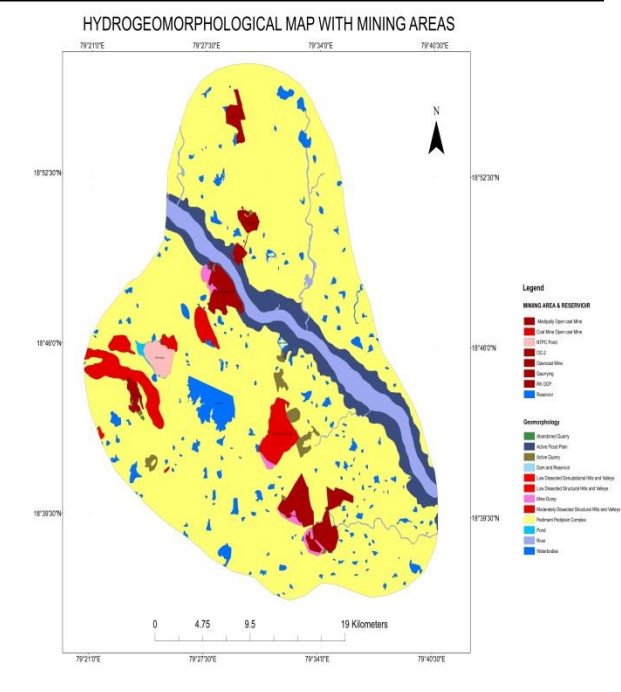 HYDROGEOMORPHOLOGICAL MAP WITH MINING AREAS
79°21'0"E 79°27'30"E 79°34'0"E 79°40'30"E
N
18°52'30"N 18°52'30"N
Legend
MINING AREA & RESERVIOIR
Medipally Open cast Mine
Coal Mine Open cast Mine
NTPC Pond
OC-2
Opencast Mine
Quarrying
RK OCP
Reservoir
18°46'0"N 18°46'0"N
Geomorphology
Abandoned Quarry
Active Flood Plain
Active Quarry
Dam and Reservoir
Low Dissected Denudational Hills and Valleys
Low Dissected Structural Hills and Valleys
Mine Dump
Moderately Dissected Structural Hills and Valleys
Pediment Pediplain Complex
Pond
River
Waterbodies
18°39'30"N 18°39'30"N
0 4.75 9.5 19 Kilometers
79°21'0"E 79°27'30"E 79°34'0"E 79°40'30"E